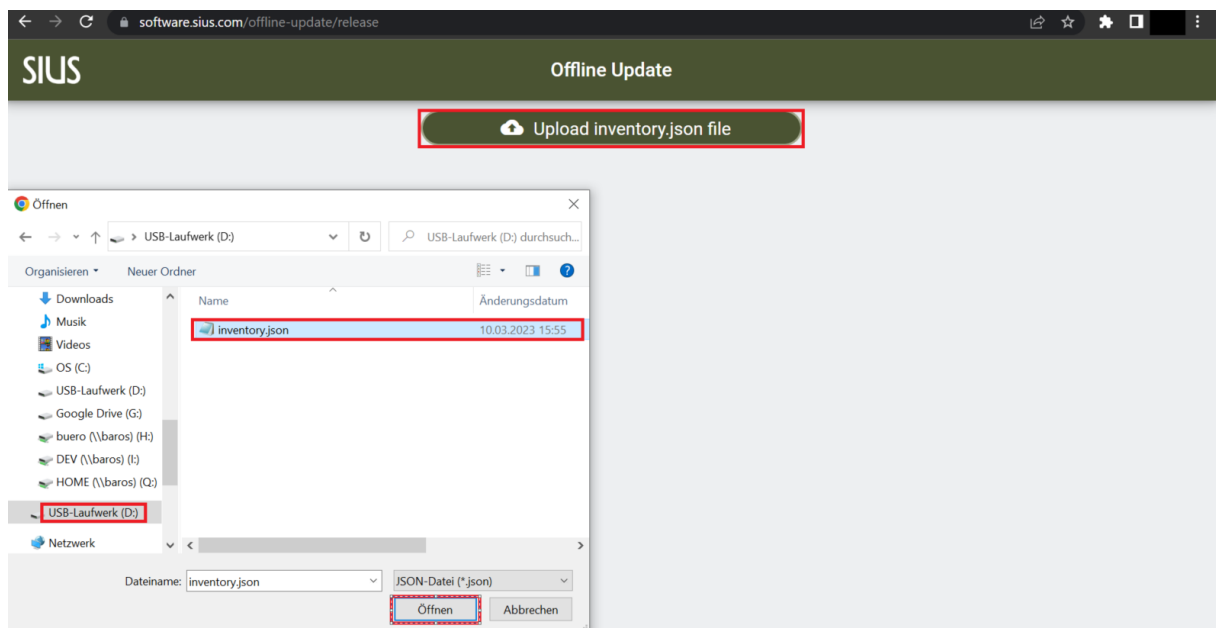 software.sius.com/offline-update/release
SIUS
Offline Update
Upload inventory.json file
Öffnen
USB-Laufwerk (D:)
USB-Laufwerk (D:) durchsuch...
Organisieren
Neuer Ordner
Downloads
Musik
Videos
OS (C:)
USB-Laufwerk (D:)
Google Drive (G:)
buero (\\baros) (H:)
DEV (\\baros) (I:)
HOME (\\baros) (Q:)
USB-Laufwerk (D:)
Netzwerk
Name
Änderungsdatum
inventory.json
10.03.2023 15:55
Dateiname:
inventory.json
JSON-Datei (*.json)
Öffnen
Abbrechen